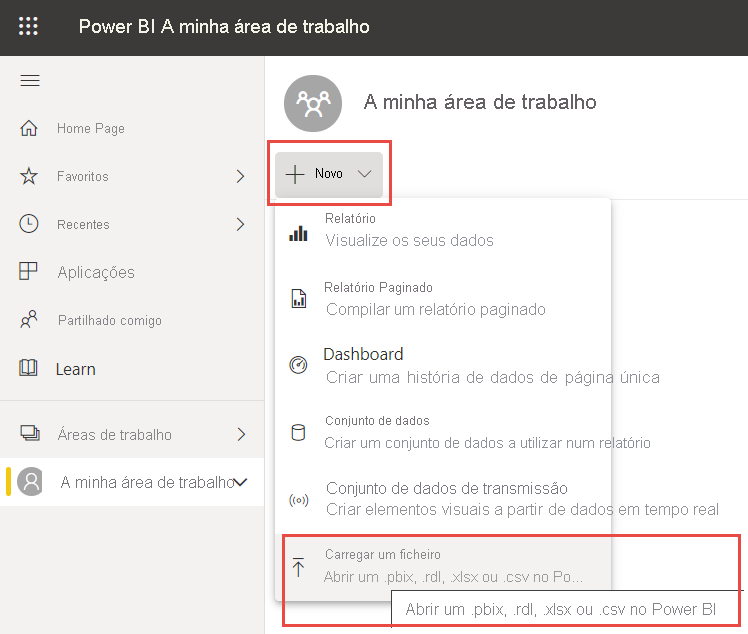 Power BI A minha área de trabalho
A minha área de trabalho
Home Page
Novo
Favoritos
Recentes
Aplicações
Partilhado comigo
Learn
Áreas de trabalho
A minha área de trabalho
Relatório
Visualize os seus dados
Relatório Paginado
Compilar um relatório paginado
Dashboard
Criar uma história de dados de página única
Conjunto de dados
Criar um conjunto de dados a utilizar num relatório
Conjunto de dados de transmissão
Criar elementos visuais a partir de dados em tempo real
Carregar um ficheiro
Abrir um .pbix, .rdl, .xlsx ou .csv no Po...
Abrir um .pbix, .rdl, .xlsx ou .csv no Power BI